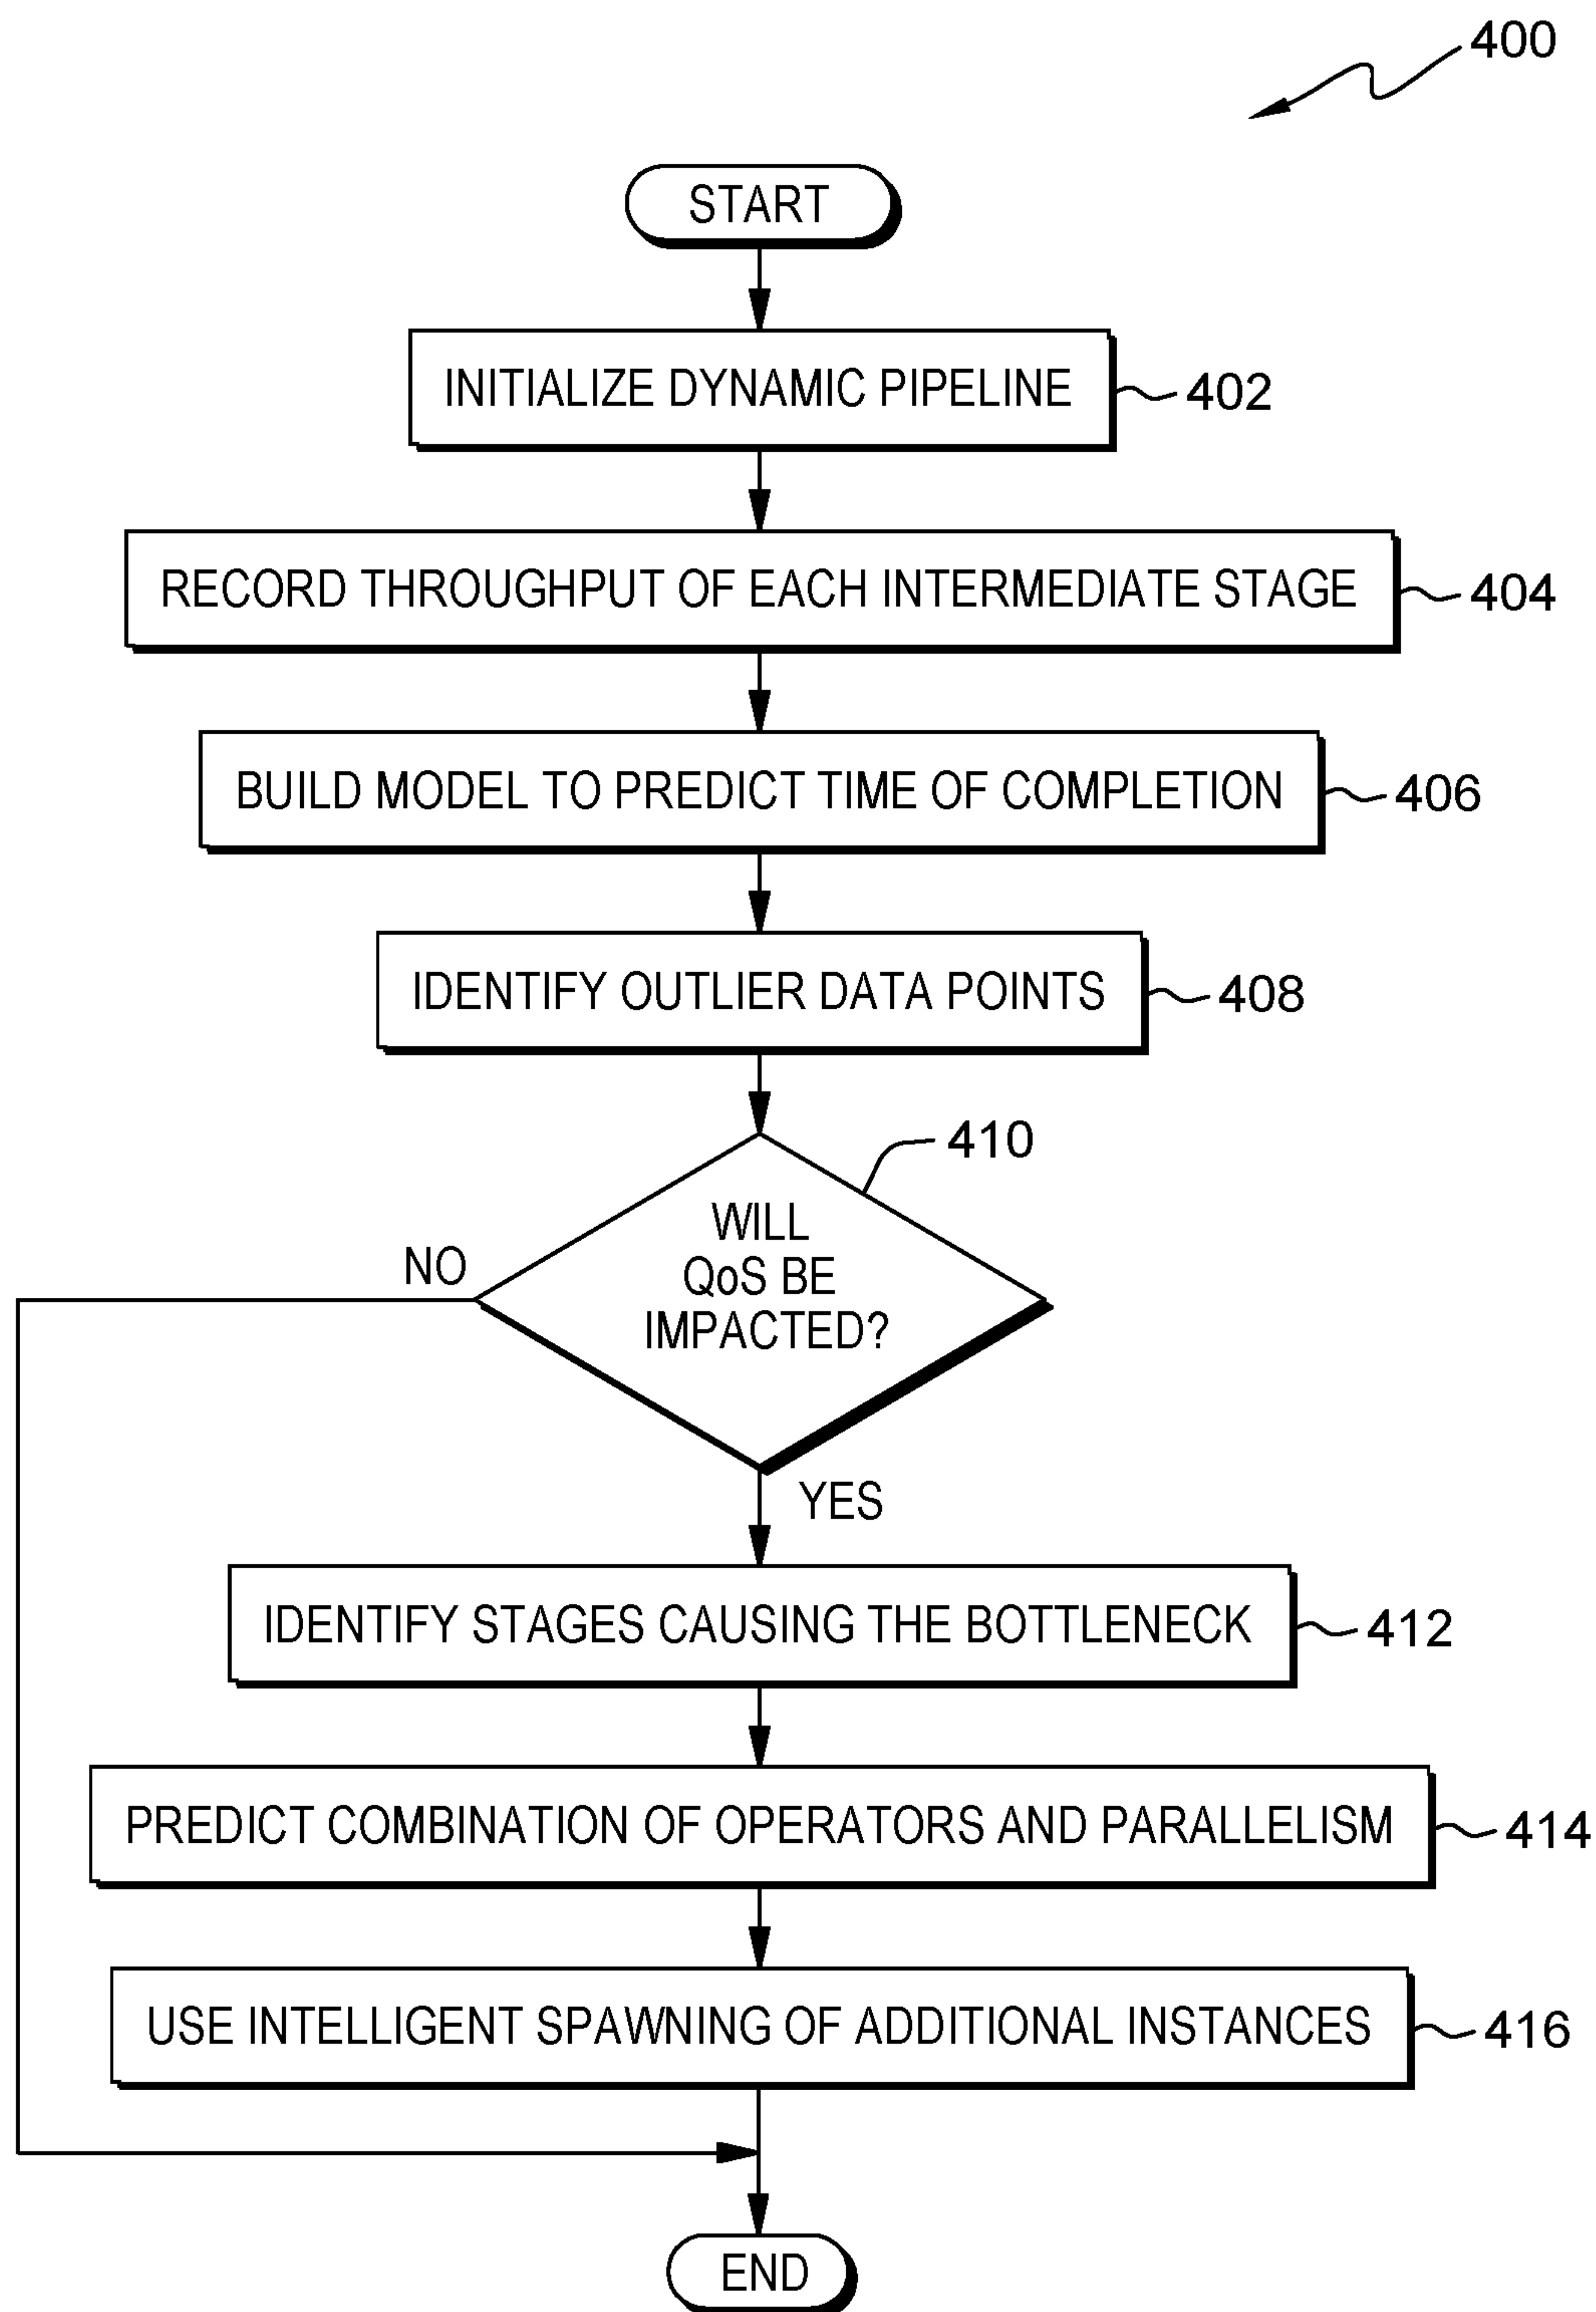 400
START
INITIALIZE DYNAMIC PIPELINE
402
RECORD THROUGHPUT OF EACH INTERMEDIATE STAGE
404
BUILD MODEL TO PREDICT TIME OF COMPLETION
406
IDENTIFY OUTLIER DATA POINTS
408
410
WILL
QoS BE
IMPACTED?
NO
YES
IDENTIFY STAGES CAUSING THE BOTTLENECK
412
PREDICT COMBINATION OF OPERATORS AND PARALLELISM
414
USE INTELLIGENT SPAWNING OF ADDITIONAL INSTANCES
416
END